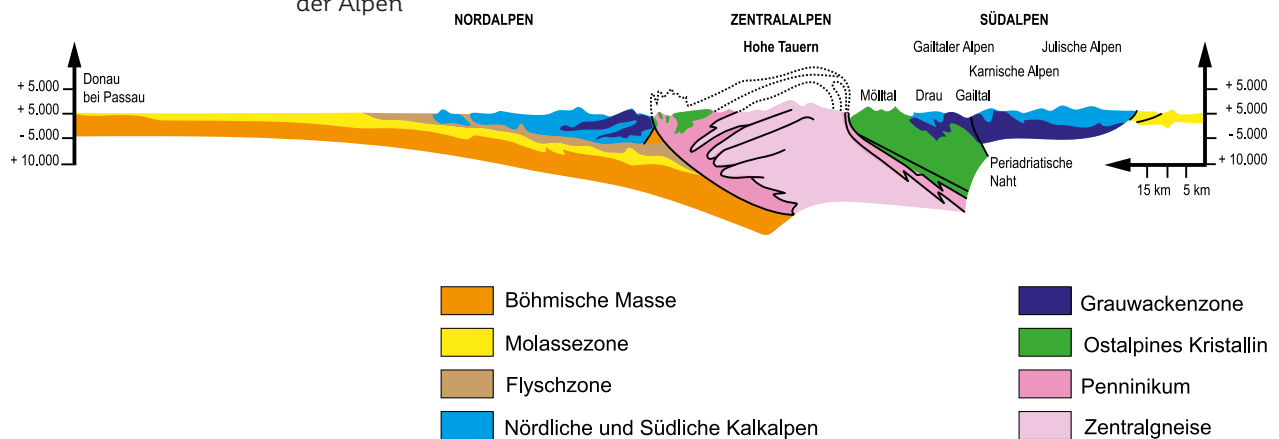 der Alpen
NORDALPEN
ZENTRALALPEN
SÜDALPEN
Hohe Tauern
Gailtaler Alpen
Julische Alpen
Karnische Alpen
+ 5.000
+ 5.000
- 5.000
+ 10.000
Donau
bei Passau
Mölltal
Drau
Gailtal
Periadriatische
Naht
+ 5.000
+ 5.000
- 5.000
+ 10.000
15 km
5 km
Böhmische Masse
Molassezone
Flyschzone
Nördliche und Südliche Kalkalpen
Grauwackenzone
Ostalpines Kristallin
Penninikum
Zentralgneise